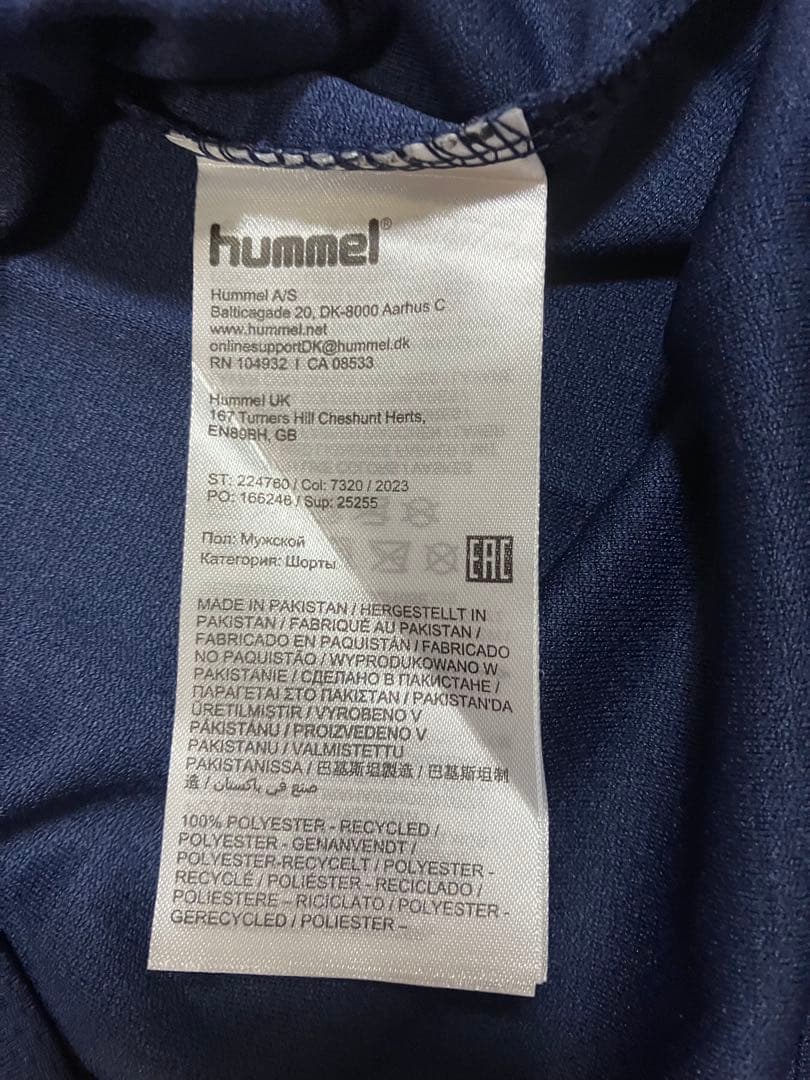 hummel®
Hummel A/S
Balticagade 20, DK-8000 Aarhus C
www.hummel.net
onlinesupportDK@hummel.dk
RN 104932 I CA 08533
Hummel UK
167 Turners Hill Cheshunt Herts,
EN89BH, GB
ST: 224760 / Col: 7320 / 2023
PO: 166246 / Sup: 25255
Пол: Мужской
Категория: Шорты
EAC
MADE IN PAKISTAN / HERGESTELLT IN
PAKISTAN / FABRIQUÉ AU PAKISTAN /
FABRICADO EN PAQUISTÁN / FABRICADO
NO PAQUISTÃO / WYPRODUKOWANO W
PAKISTANIE / СДЕЛАНО В ПАКИСТАНЕ /
ΠΑΡΑΓΕΤΑΙ ΣΤΟ ΠΑΚΙΣΤΑΝ / PAKISTAN'DA
ÜRETILMISTIR / VYROBENO V
PÁKISTÁNU / PROIZVEDENO V
PAKISTANU / VALMISTETTU
PAKISTANISSA / 巴基斯坦製造 / 巴基斯坦制
造 / صنع في باكستان
100% POLYESTER - RECYCLED /
POLYESTER - GENANVENDT /
POLYESTER-RECYCELT / POLYESTER -
RECYCLÉ / POLIÉSTER - RECICLADO /
POLIESTERE – RICICLATO / POLYESTER -
GERECYCLED / POLIESTER –